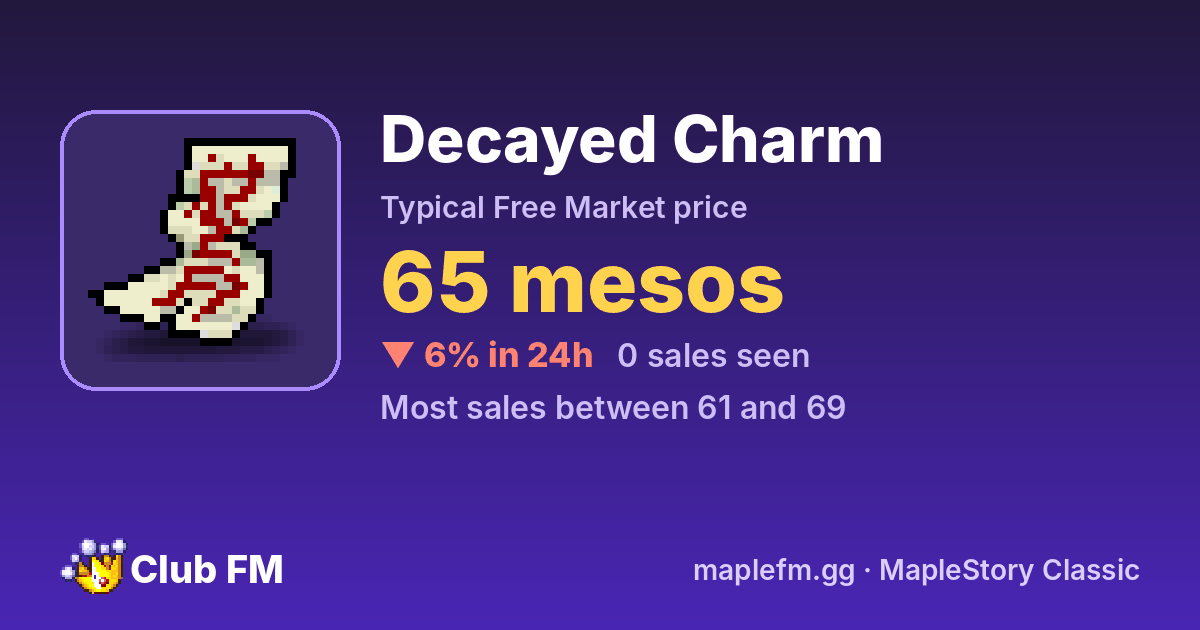 Decayed Charm
Typical Free Market price
65 mesos
▼ 6% in 24h 0 sales seen
Most sales between 61 and 69
Club FM
maplefm.gg · MapleStory Classic